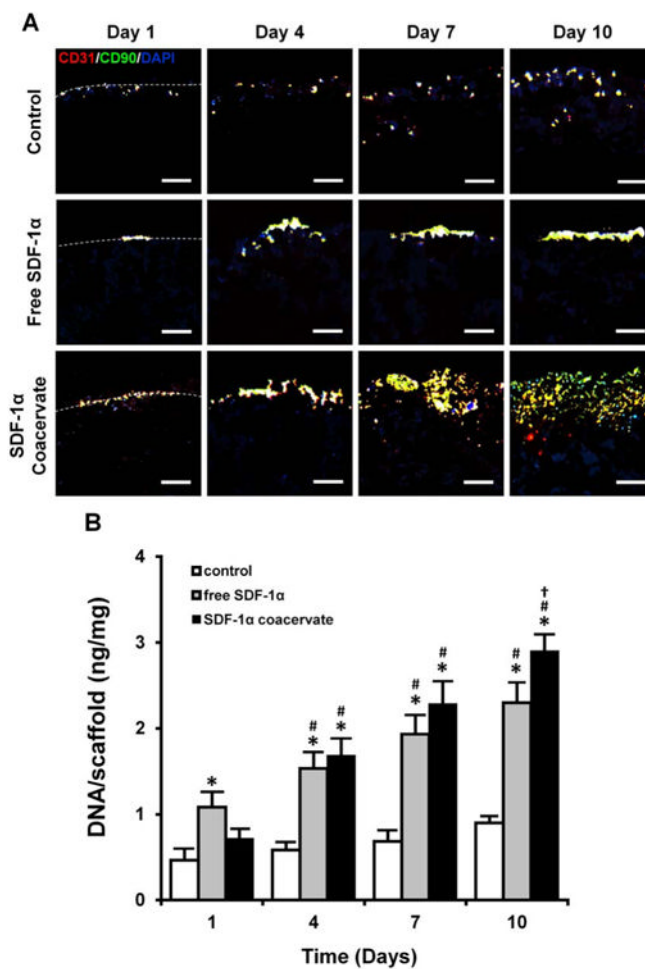 A
Day 1 Day 4 Day 7 Day 10
CD31/CD90/DAPI
Control
Free SDF-1α
SDF-1α
Coacervate
B
DNA/scaffold (ng/mg)
4
3
2
1
0
control
free SDF-1α
SDF-1α coacervate
*
#
*
#
*
#
*
#
*
#
*
†
#
*
1 4 7 10
Time (Days)